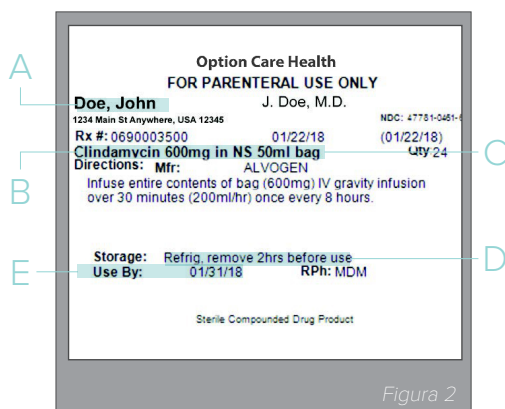 Option Care Health
FOR PARENTERAL USE ONLY
A
Doe, John J. Doe, M.D.
1234 Main St Anywhere, USA 12345 NDC: 47781-0461-
Rx #: 0690003500 01/22/18 (01/22/18)
B Clindamycin 600mg in NS 50ml bag Qty 24 C
Directions: Mfr: ALVOGEN
Infuse entire contents of bag (600mg) IV gravity infusion
over 30 minutes (200ml/hr) once every 8 hours.
Storage: Refrig, remove 2hrs before use D
E Use By: 01/31/18 RPh: MDM
Sterile Compounded Drug Product
Figura 2